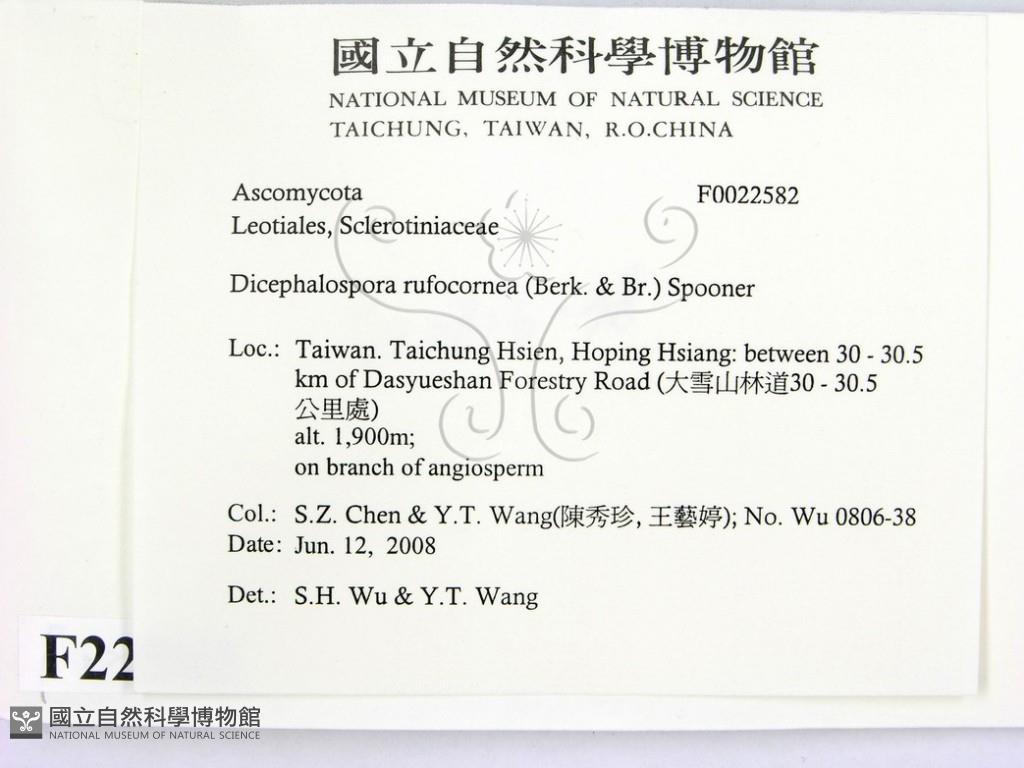 國立自然科學博物館
NATIONAL MUSEUM OF NATURAL SCIENCE
TAICHUNG, TAIWAN, R.O.CHINA
Ascomycota F0022582
Leotiales, Sclerotiniaceae
Dicephalospora rufocornea (Berk. & Br.) Spooner
Loc.: Taiwan. Taichung Hsien, Hoping Hsiang: between 30 - 30.5
km of Dasyueshan Forestry Road (大雪山林道30 - 30.5
公里處)
alt. 1,900m;
on branch of angiosperm
Col.: S.Z. Chen & Y.T. Wang(陳秀珍, 王藝婷); No. Wu 0806-38
Date: Jun. 12, 2008
Det.: S.H. Wu & Y.T. Wang
F22
國立自然科學博物館
NATIONAL MUSEUM OF NATURAL SCIENCE